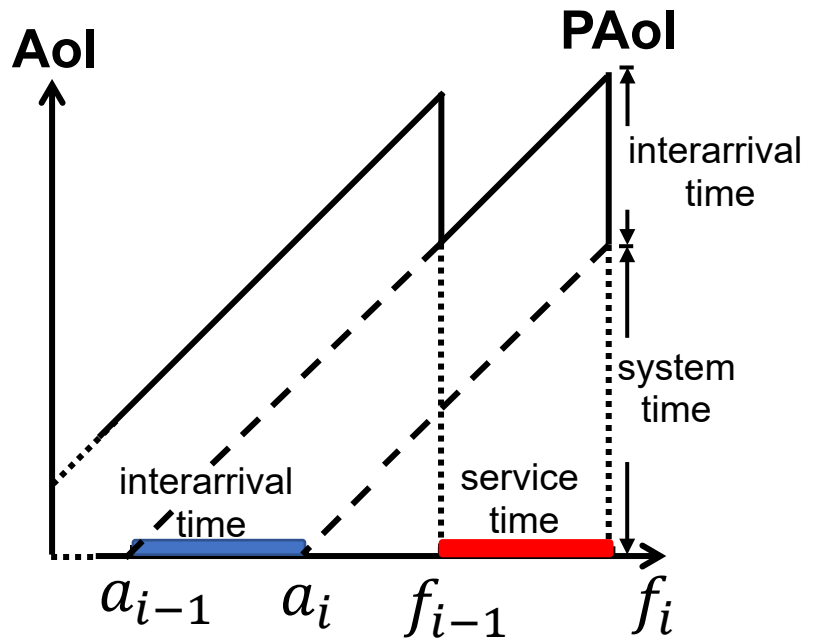 AoI
PAoI
interarrival
time
system
time
interarrival
time
service
time
a_{i-1}
a_i
f_{i-1}
f_i